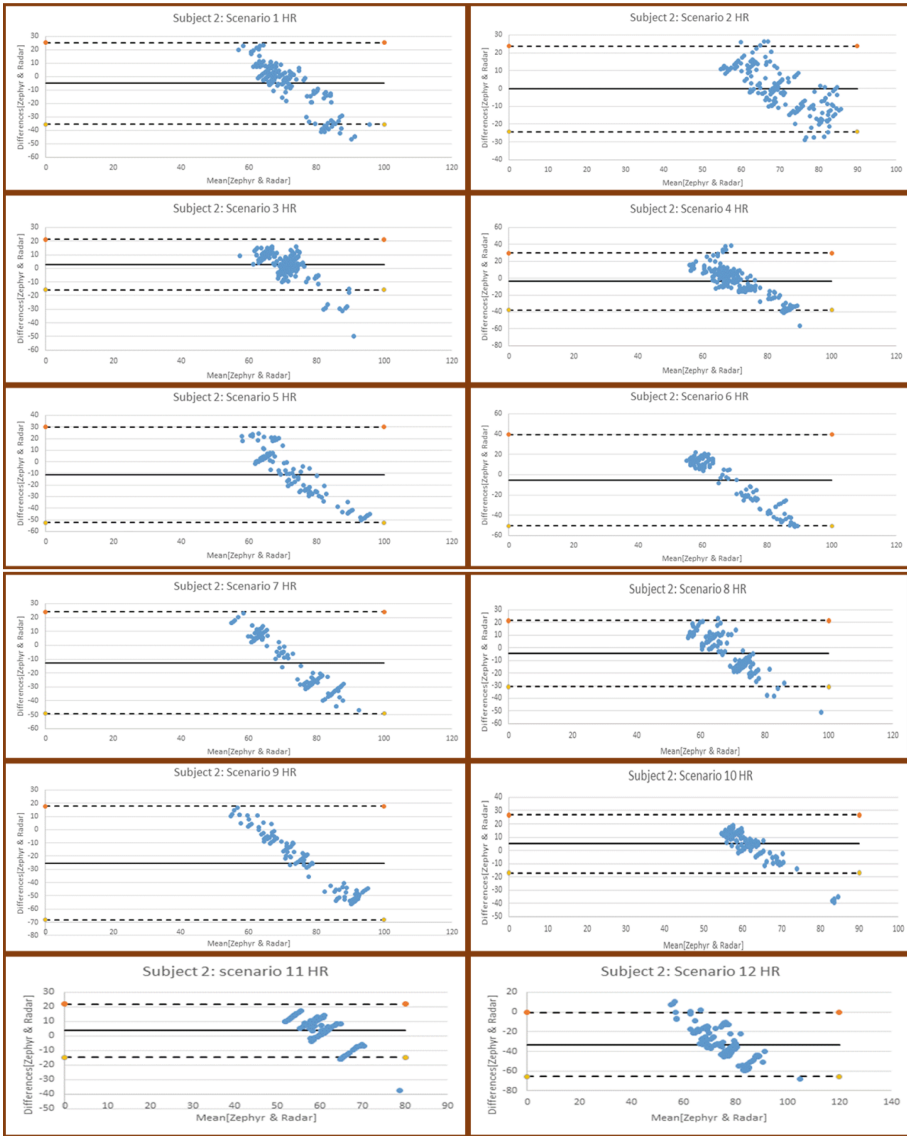 Subject 2: Scenario 1 HR
Differences[Zephyr & Radar]
30
20
10
0
-10
-20
-30
-40
-50
-60
0 20 40 60 80 100 120
Mean[Zephyr & Radar]
Subject 2: Scenario 2 HR
Differences[Zephyr & Radar]
40
30
20
10
0
-10
-20
-30
-40
0 10 20 30 40 50 60 70 80 90 100
Mean[Zephyr & Radar]
Subject 2: Scenario 3 HR
Differences[Zephyr & Radar]
30
20
10
0
-10
-20
-30
-40
-50
-60
0 20 40 60 80 100 120
Mean[Zephyr & Radar]
Subject 2: Scenario 4 HR
Differences[Zephyr & Radar]
60
40
20
0
-20
-40
-60
-80
0 20 40 60 80 100 120
Mean[Zephyr & Radar]
Subject 2: Scenario 5 HR
Differences[Zephyr & Radar]
40
30
20
10
0
-10
-20
-30
-40
-50
-60
0 20 40 60 80 100 120
Mean[Zephyr & Radar]
Subject 2: Scenario 6 HR
Differences[Zephyr & Radar]
60
40
20
0
-20
-40
-60
-80
0 20 40 60 80 100 120
Mean[Zephyr & Radar]
Subject 2: Scenario 7 HR
Differences[Zephyr & Radar]
30
20
10
0
-10
-20
-30
-40
-50
-60
0 20 40 60 80 100 120
Mean[Zephyr & Radar]
Subject 2: Scenario 8 HR
Differences[Zephyr & Radar]
40
30
20
10
0
-10
-20
-30
-40
-50
-60
0 20 40 60 80 100 120
Mean[Zephyr & Radar]
Subject 2: Scenario 9 HR
Differences[Zephyr & Radar]
30
20
10
0
-10
-20
-30
-40
-50
-60
-70
-80
0 20 40 60 80 100 120
Mean[Zephyr & Radar]
Subject 2: Scenario 10 HR
Differences[Zephyr & Radar]
40
30
20
10
0
-10
-20
-30
-40
-50
0 10 20 30 40 50 60 70 80 90 100
Mean[Zephyr & Radar]
Subject 2: scenario 11 HR
Differences[Zephyr & Radar]
40
30
20
10
0
-10
-20
-30
-40
-50
0 10 20 30 40 50 60 70 80 90
Mean[Zephyr & Radar]
Subject 2: Scenario 12 HR
Differences[Zephyr & Radar]
20
0
-20
-40
-60
-80
0 20 40 60 80 100 120 140
Mean[Zephyr & Radar]